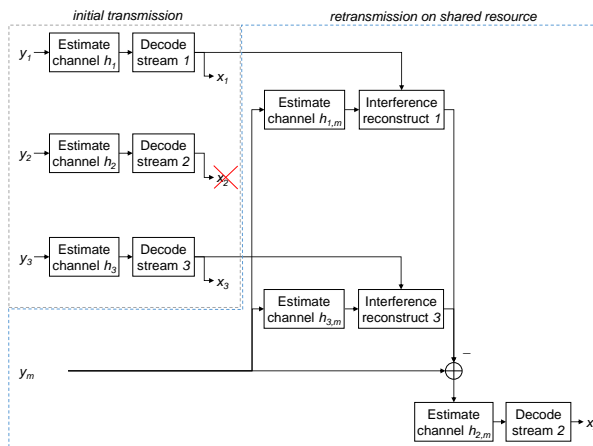 initial transmission
retransmission on shared resource
y1
Estimate
channel h1
Decode
stream 1
x1
Estimate
channel h1,m
Interference
reconstruct 1
y2
Estimate
channel h2
Decode
stream 2
x2
y3
Estimate
channel h3
Decode
stream 3
x3
Estimate
channel h3,m
Interference
reconstruct 3
–
ym
Estimate
channel h2,m
Decode
stream 2
x